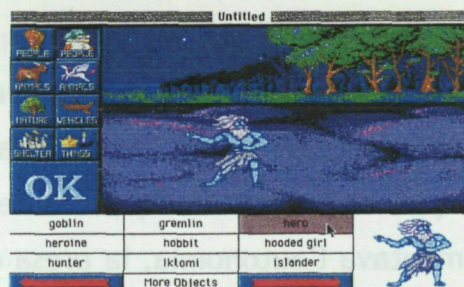 Untitled
PEOPLE PEOPLE
ANIMALS ANIMALS
NATURE VEHICLES
SHELTER THINGS
OK
goblin gremlin hero
heroine hobbit hooded girl
hunter Iktomi islander
More Objects